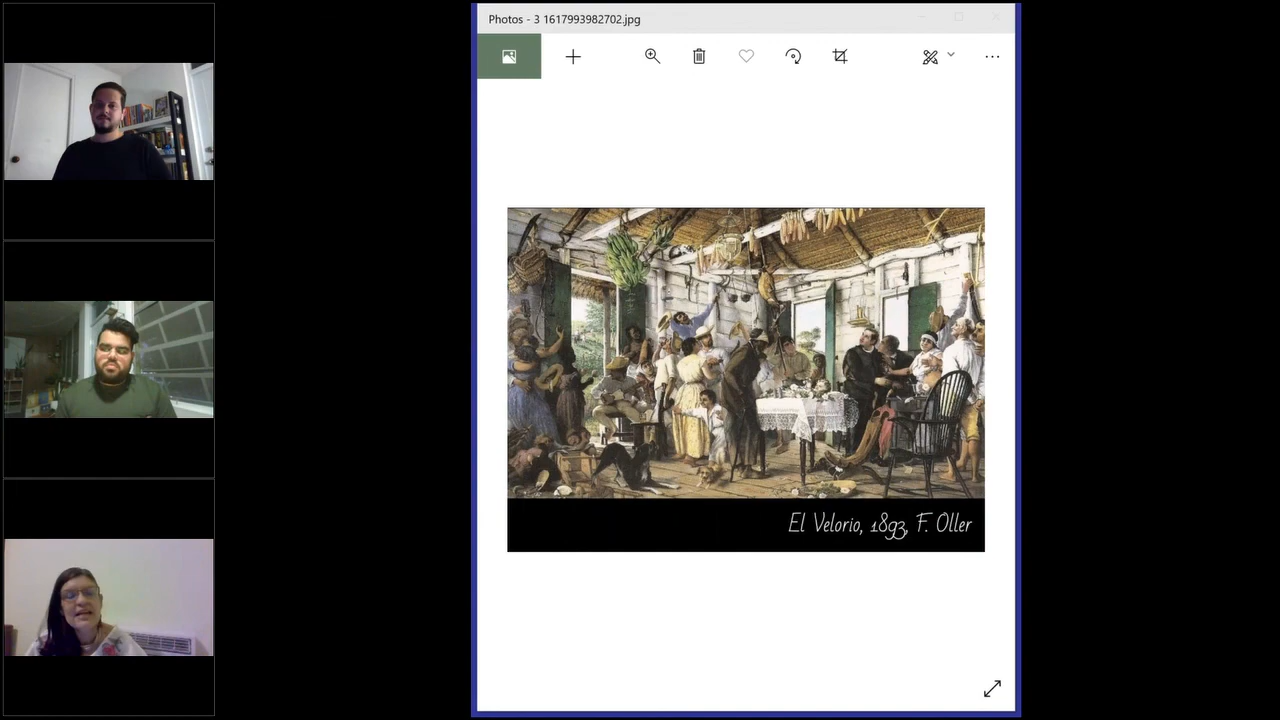 Photos - 3 1617993982702.jpg
El Velorio, 1893, F. Oller